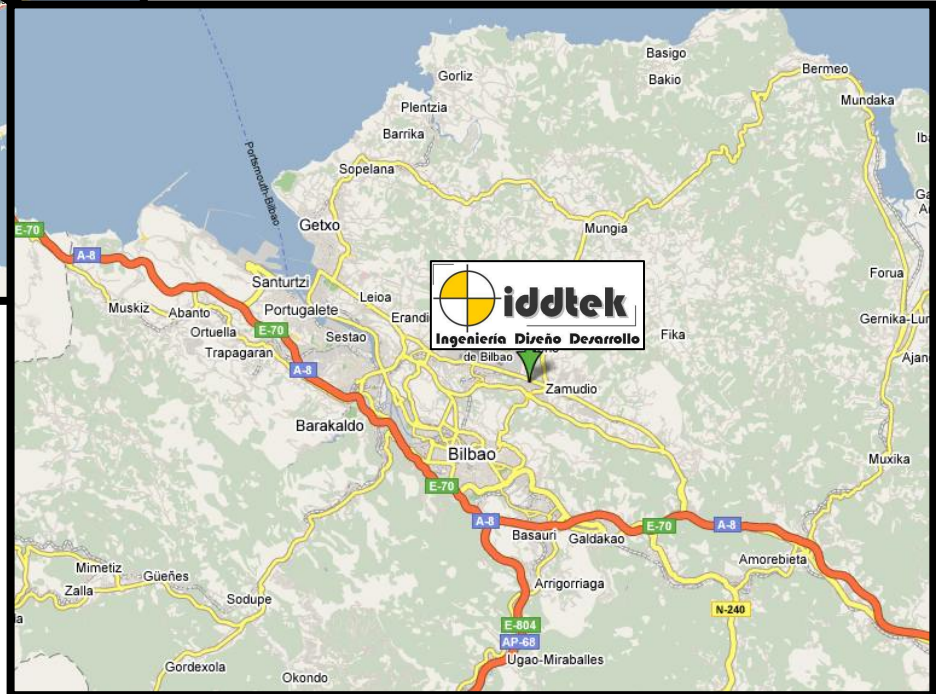 Basigo
Bermeo
Gorliz
Bakio
Mundaka
Plentzia
Barrika
Sopelana
Portsmouth-Bilbao
Getxo
Mungia
E-70
A-8
Forua
Santurtzi
Leioa
iddtek
Ingeniería Diseño Desarrollo
Muskiz
Abanto
Portugalete
Gernika-Lur
Ortuella
E-70
Sestao
Fika
Trapagaran
de Bilbao
Ajan
A-8
Zamudio
Barakaldo
Bilbao
Muxika
E-70
A-8
E-70
A-8
Basauri
Galdakao
Amorebieta
Mimetiz
Güeñes
Arrigorriaga
Zalla
Sodupe
N-240
E-804
AP-68
Ugao-Miraballes
Gordexola
Okondo